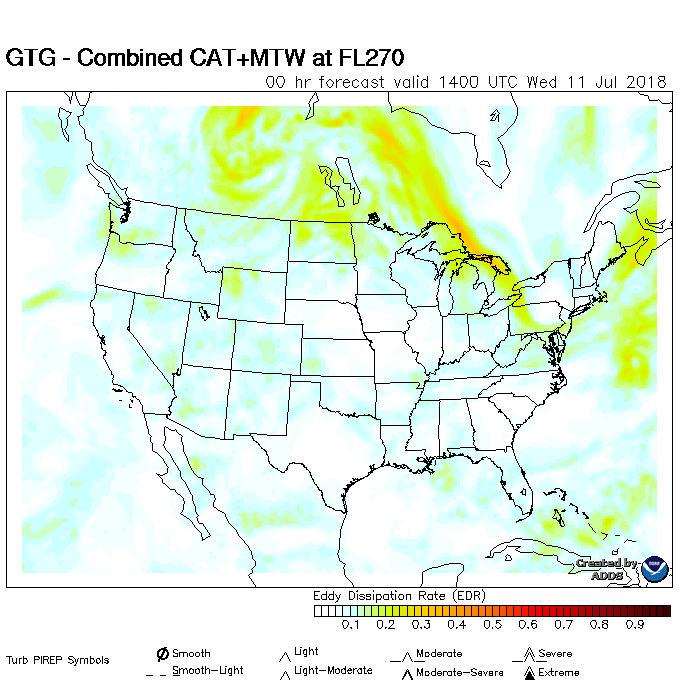 GTG - Combined CAT+MTW at FL270
00 hr forecast valid 1400 UTC Wed 11 Jul 2018
Created by
ADDS
Eddy Dissipation Rate (EDR)
0.1 0.2 0.3 0.4 0.5 0.6 0.7 0.8 0.9
Turb PIREP Symbols
Smooth Light Moderate Severe
Smooth-Light Light-Moderate Moderate-Severe Extreme